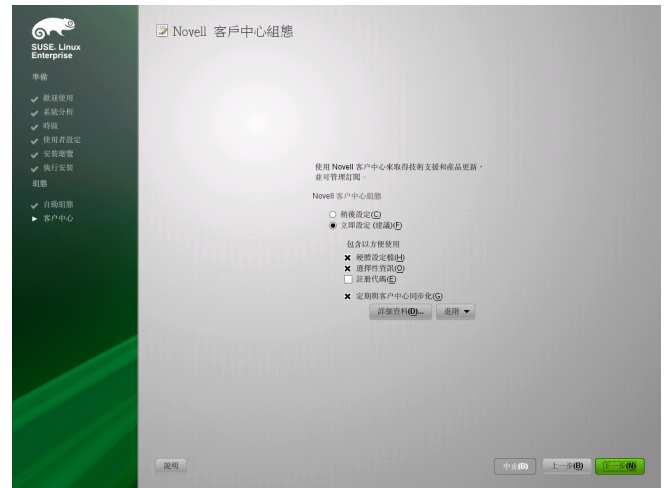 SUSE. Linux
Enterprise
準備
歡迎使用
系統分析
時區
使用者設定
安裝總覽
執行安裝
組態
自動組態
客戶中心
Novell 客戶中心組態
使用 Novell 客戶中心來取得技術支援和產品更新，
並可管理訂閱。
Novell 客戶中心組態
稍後設定(C)
立即設定 (建議)(F)
包含以方便使用
硬體設定檔(H)
選擇性資訊(O)
註冊代碼(E)
定期與客戶中心同步化(G)
詳細資料(D)...
進階
說明
中止(B)
上一步(B)
下一步(N)